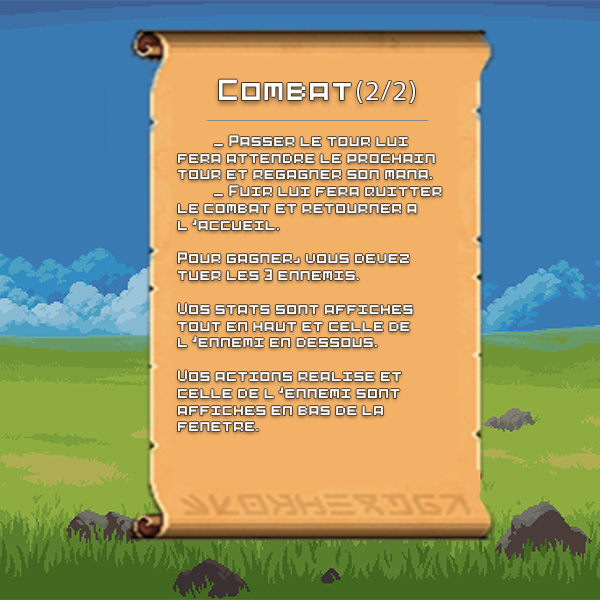 Combat (2/2)
_ Passer le tour lui
fera attendre le prochain
tour et regagner son mana.
_ Fuir lui fera quitter
le combat et retourner a
l'accueil.
Pour gagner, vous devez
tuer les 3 ennemis.
Vos stats sont affiches
tout en haut et celle de
l'ennemi en dessous.
Vos actions realise et
celle de l'ennemi sont
affiches en bas de la
fenetre.